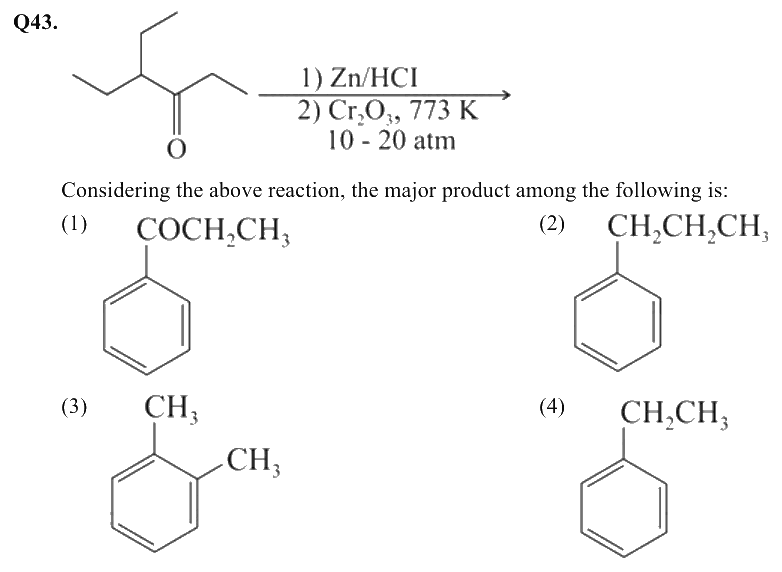 Q43.
1) Zn/HCI
2) Cr₂O₃, 773 K
10 - 20 atm
O
Considering the above reaction, the major product among the following is:
(1) COCH₂CH₃
(2) CH₂CH₂CH₃
(3) CH₃
CH₃
(4) CH₂CH₃